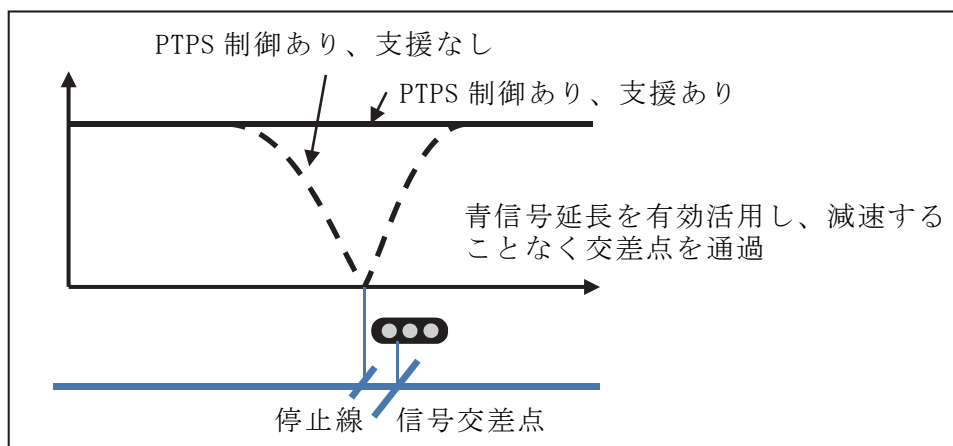 PTPS 制御あり、支援なし
PTPS 制御あり、支援あり
青信号延長を有効活用し、減速する
ことなく交差点を通過
停止線
信号交差点